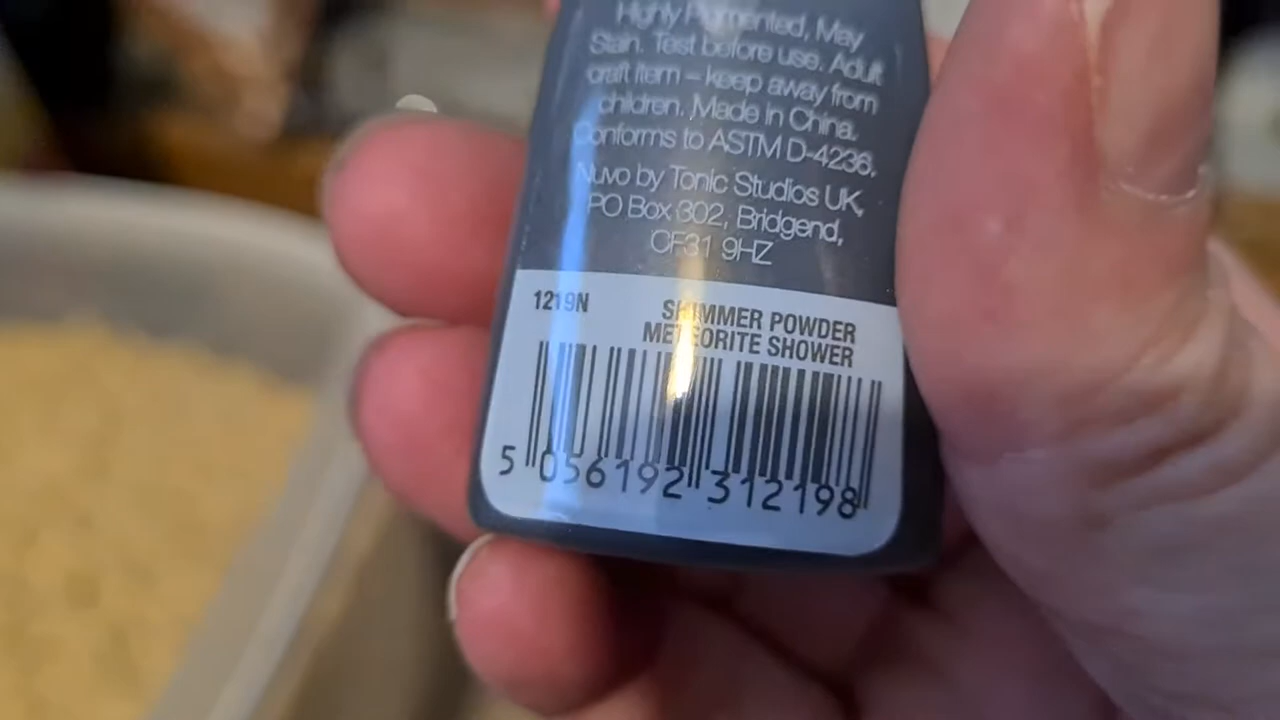 Highly Pigmented, May
Stain. Test before use. Adult
craft item – keep away from
children. Made in China.
Conforms to ASTM D-4236.
Nuvo by Tonic Studios UK,
PO Box 302, Bridgend,
CF31 9HZ
1219N
SHIMMER POWDER
METEORITE SHOWER
5 056192 312198